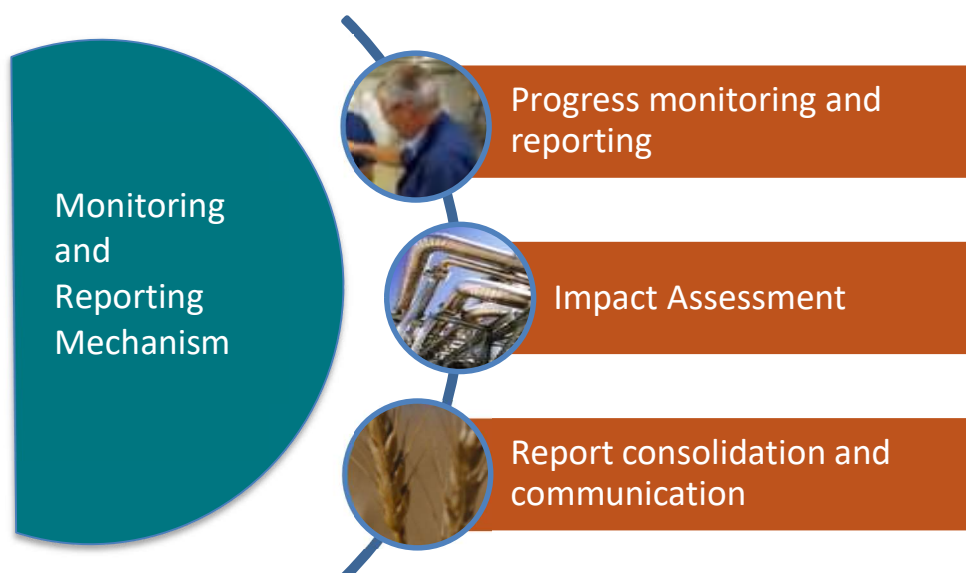 Monitoring
and
Reporting
Mechanism
Progress monitoring and
reporting
Impact Assessment
Report consolidation and
communication